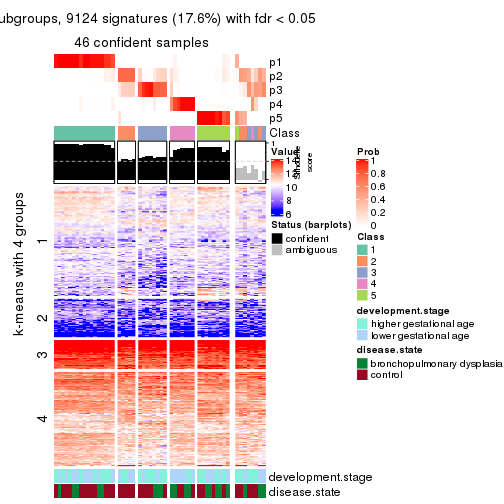 ubgroups, 9124 signatures (17.6%) with fdr < 0.05
46 confident samples
p1
p2
p3
p4
p5
Class
1
score
Value
14
12
10
8
6
Prob
1
0.8
0.6
0.4
0.2
0
Status (barplots)
confident
ambiguous
Class
1
2
3
4
5
development.stage
higher gestational age
lower gestational age
disease.state
bronchopulmonary dysplasia
control
k-means with 4 groups
1
2
3
4
development.stage
disease.state